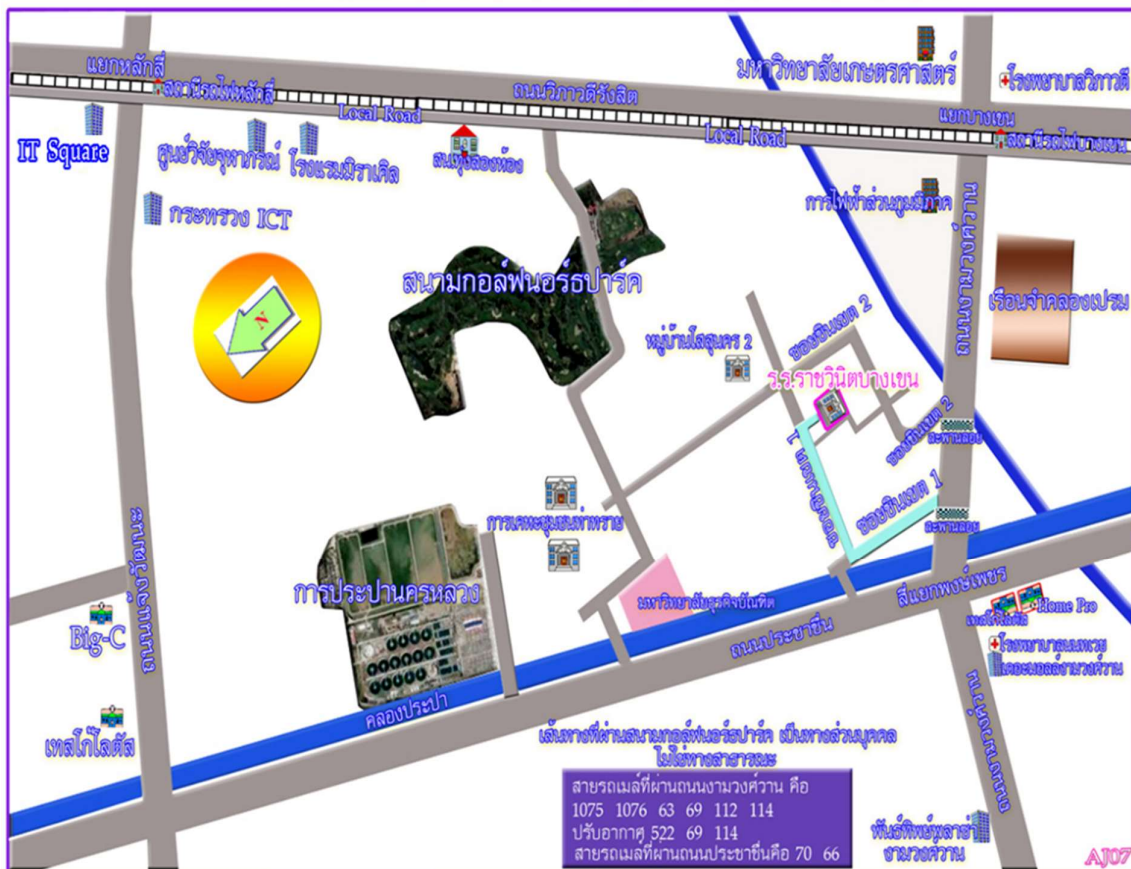 แยกหลักสี่
สถานีรถไฟหลักสี่
IT Square
ศูนย์วิจัยจุฬาภรณ์
โรงแรมมิราเคิล
Local Road
ถนนวิภาวดีรังสิต
สน.ทุ่งสองห้อง
Local Road
มหาวิทยาลัยเกษตรศาสตร์
โรงพยาบาลวิภาวดี
แยกบางเขน
สถานีรถไฟบางเขน
กระทรวง ICT
การไฟฟ้าส่วนภูมิภาค
ถนนงามวงศ์วาน
N
สนามกอล์ฟนอร์ธปาร์ค
เรือนจำคลองเปรม
หมู่บ้านโสสุนคร 2
ซอยชินเขต 2
ร.ร.ราชวินิตบางเขน
ซอยชินเขต 2
สะพานลอย
ซอยชินเขต 1
สะพานลอย
การเคหะชุมชนท่าทราย
การประปานครหลวง
ถนนแจ้งวัฒนะ
Big-C
เทสโก้โลตัส
มหาวิทยาลัยธุรกิจบัณฑิต
คลองประปา
ถนนประชาชื่น
สี่แยกพงษ์เพชร
เทสโก้โลตัส
Home Pro
โรงพยาบาลนนทเวช
เดอะมอลล์งามวงศ์วาน
ถนนงามวงศ์วาน
เส้นทางที่ผ่านสนามกอล์ฟนอร์ธปาร์ค เป็นทางส่วนบุคคล
ไม่ใช่ทางสาธารณะ
สายรถเมล์ที่ผ่านถนนงามวงศ์วาน คือ
1075 1076 63 69 112 114
ปรับอากาศ 522 69 114
สายรถเมล์ที่ผ่านถนนประชาชื่นคือ 70 66
พันธ์ทิพย์พลาซ่า
งามวงศ์วาน
AJ07